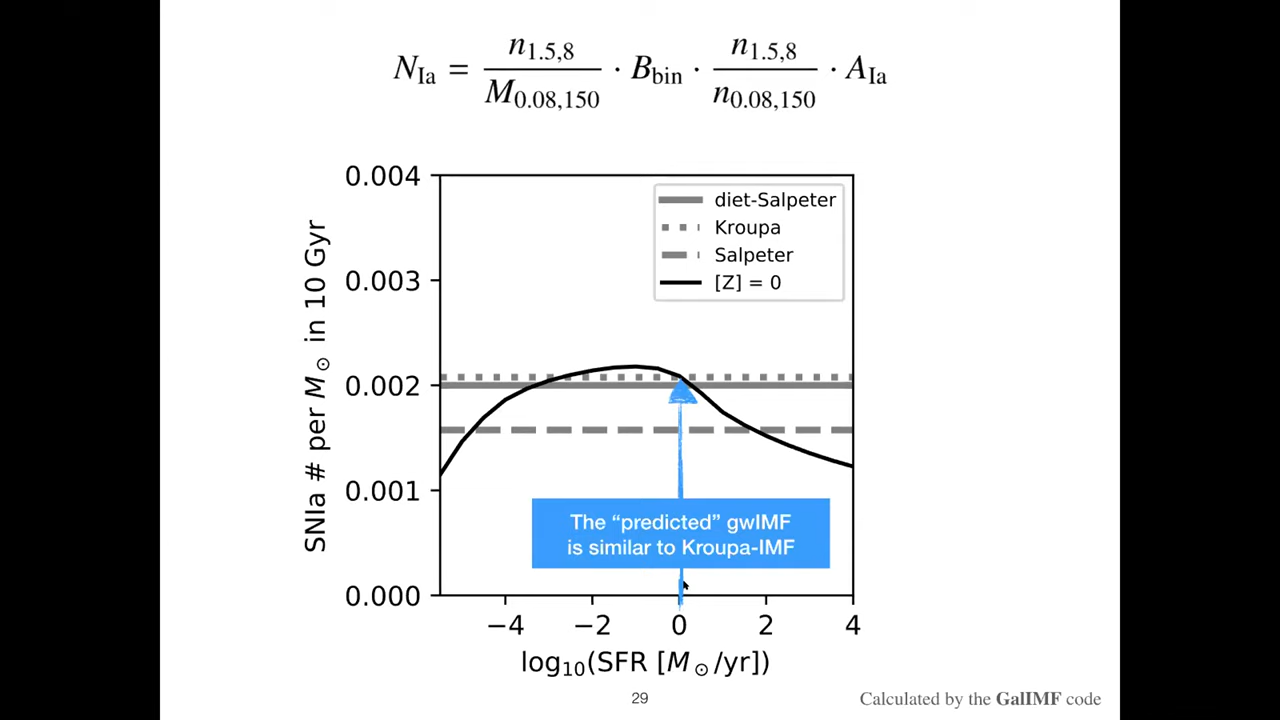 N_Ia = n_1.5,8 / M_0.08,150 · B_bin · n_1.5,8 / n_0.08,150 · A_Ia
0.004
0.003
0.002
0.001
0.000
SNIa # per M_⊙ in 10 Gyr
diet-Salpeter
Kroupa
Salpeter
[Z] = 0
The “predicted” gwIMF
is similar to Kroupa-IMF
−4 −2 0 2 4
log₁₀(SFR [M_⊙/yr])
29
Calculated by the GalIMF code